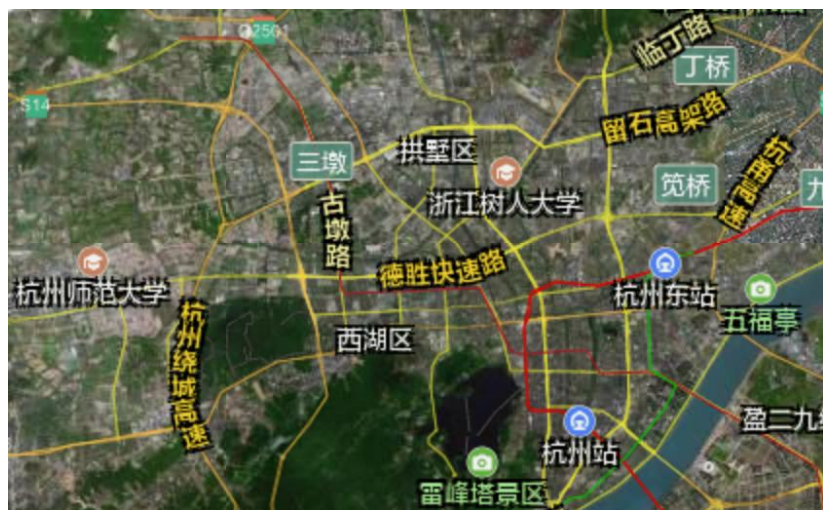 临丁路
丁桥
S14
留石高架路
拱墅区
三墩
杭甬高速
浙江树人大学
笕桥
古墩路
德胜快速路
杭州师范大学
杭州东站
五福亭
杭州绕城高速
西湖区
杭州站
雷峰塔景区